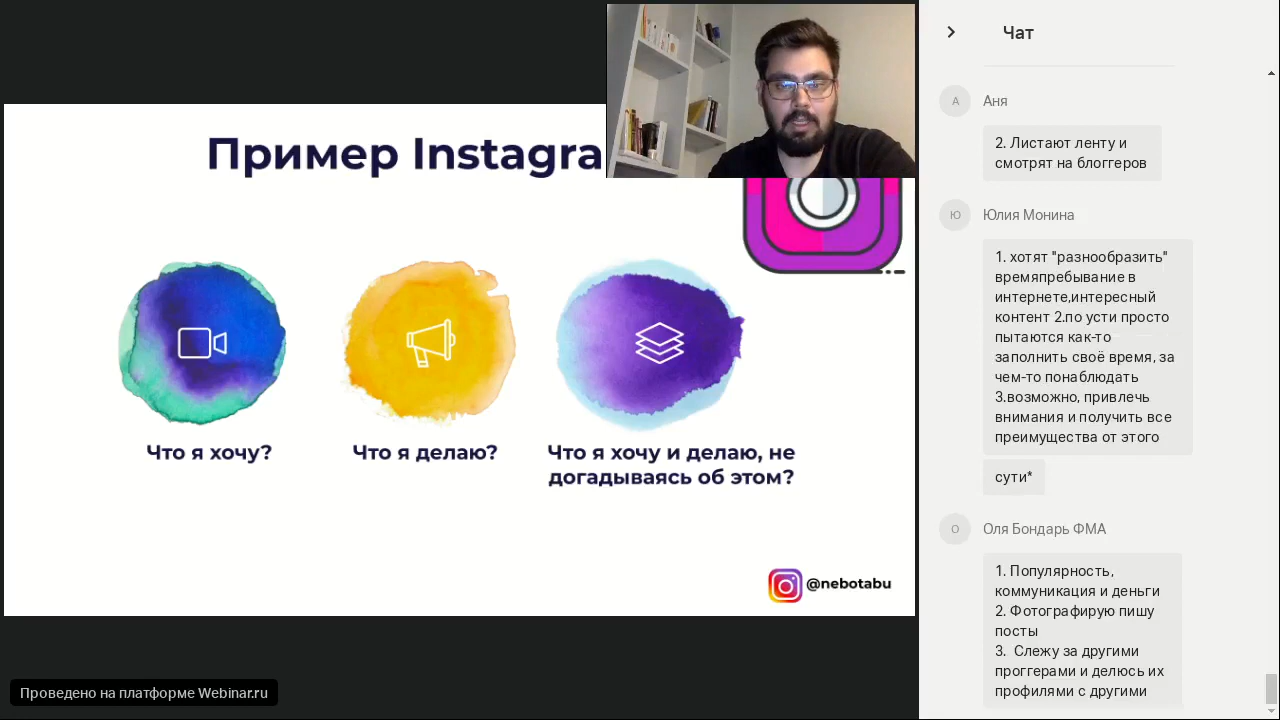 Пример Instagra
Что я хочу?
Что я делаю?
Что я хочу и делаю, не
догадываясь об этом?
@nebotabu
Проведено на платформе Webinar.ru
Чат
А
Аня
2. Листают ленту и
смотрят на блоггеров
Ю
Юлия Монина
1. хотят "разнообразить"
времяпребывание в
интернете,интересный
контент 2.по усти просто
пытаются как-то
заполнить своё время, за
чем-то понаблюдать
3.возможно, привлечь
внимания и получить все
преимущества от этого
сути*
О
Оля Бондарь ФМА
1. Популярность,
коммуникация и деньги
2. Фотографирую пишу
посты
3. Слежу за другими
проггерами и делюсь их
профилями с другими